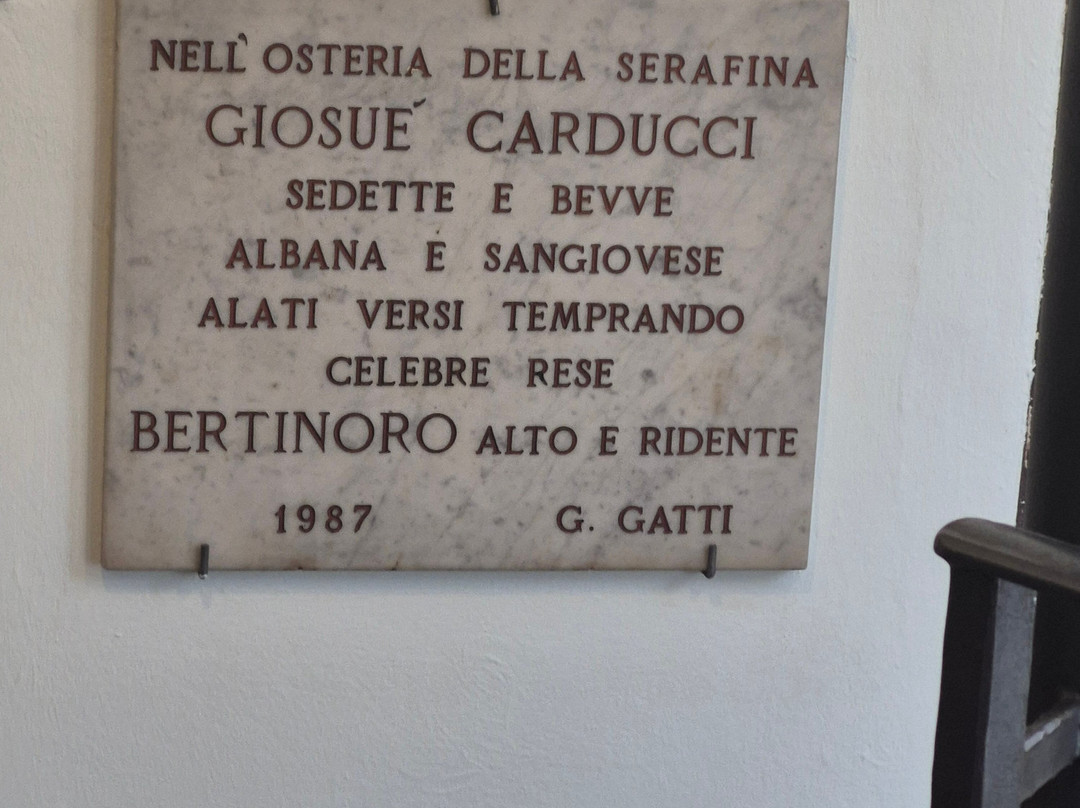 NELL' OSTERIA DELLA SERAFINA
GIOSUE' CARDUCCI
SEDETTE E BEVVE
ALBANA E SANGIOVESE
ALATI VERSI TEMPRANDO
CELEBRE RESE
BERTINORO ALTO E RIDENTE
1987 G. GATTI